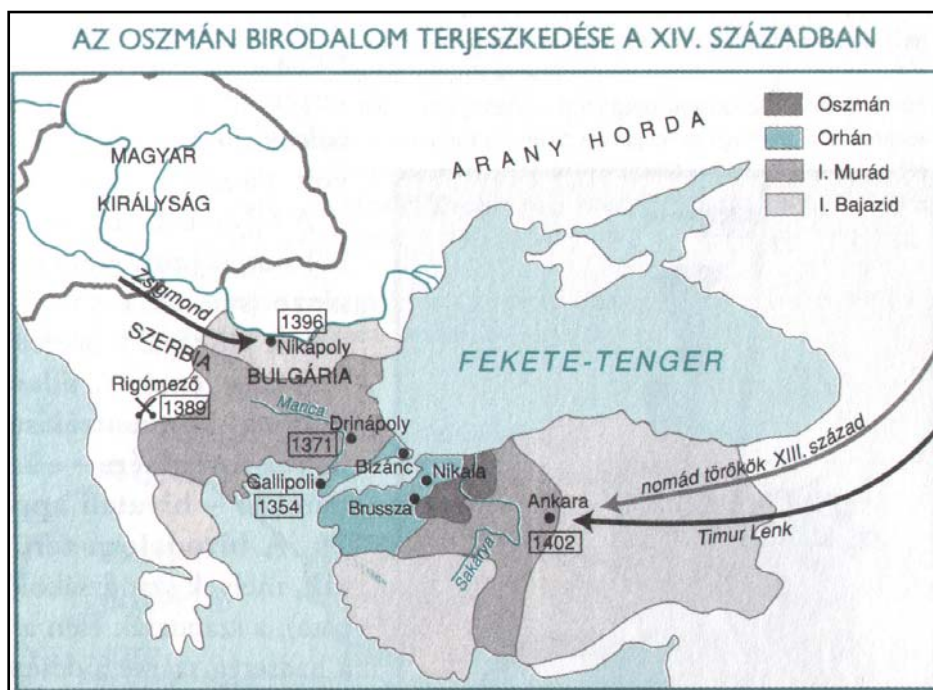 AZ OSZMÁN BIRODALOM TERJESZKEDÉSE A XIV. SZÁZADBAN
Oszmán
Orhán
I. Murád
I. Bajazid
ARANY HORDA
MAGYAR
KIRÁLYSÁG
Zsigmond
1396
Nikápoly
SZERBIA
BULGÁRIA
FEKETE-TENGER
Rigómező
1389
Marica
Drinápoly
1371
Bizánc
Gallipoli
1354
Nikaia
Brussza
Ankara
1402
Sakarya
nomád törökök XIII. század
Timur Lenk